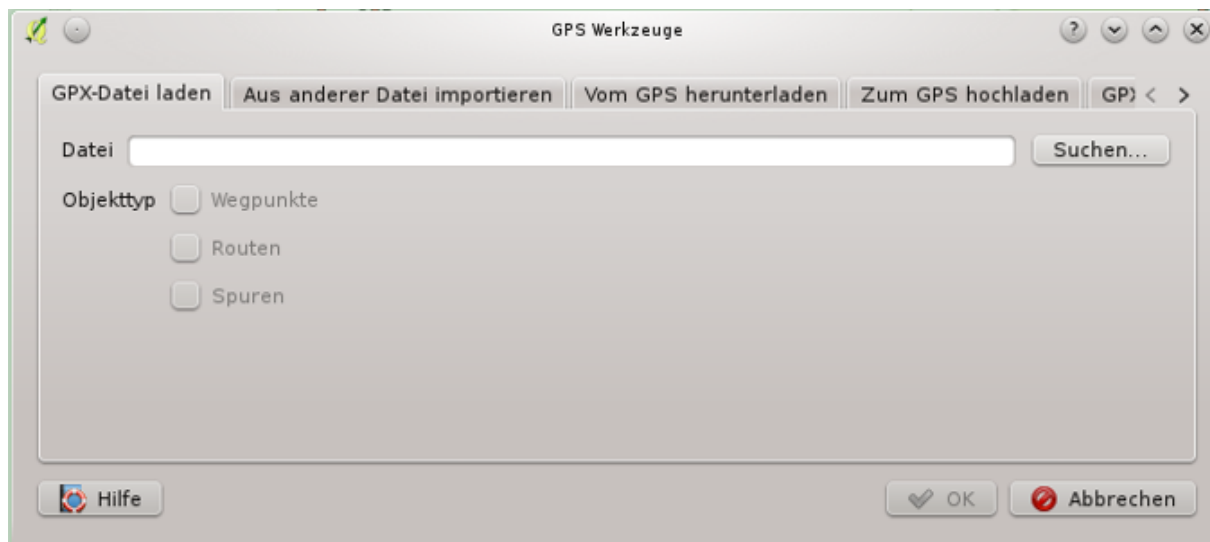 GPS Werkzeuge
GPX-Datei laden Aus anderer Datei importieren Vom GPS herunterladen Zum GPS hochladen
Datei Suchen...
Objekttyp Wegpunkte
Routen
Spuren
Hilfe OK Abbrechen